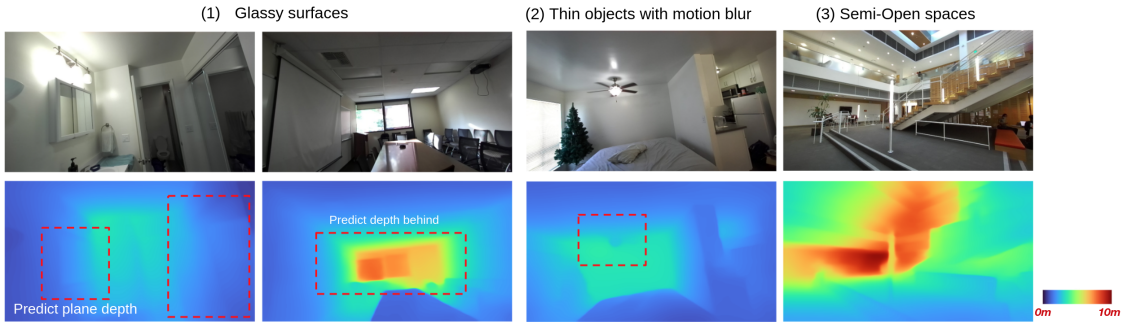 (1) Glassy surfaces
(2) Thin objects with motion blur
(3) Semi-Open spaces
Predict depth behind
Predict plane depth
0m
10m